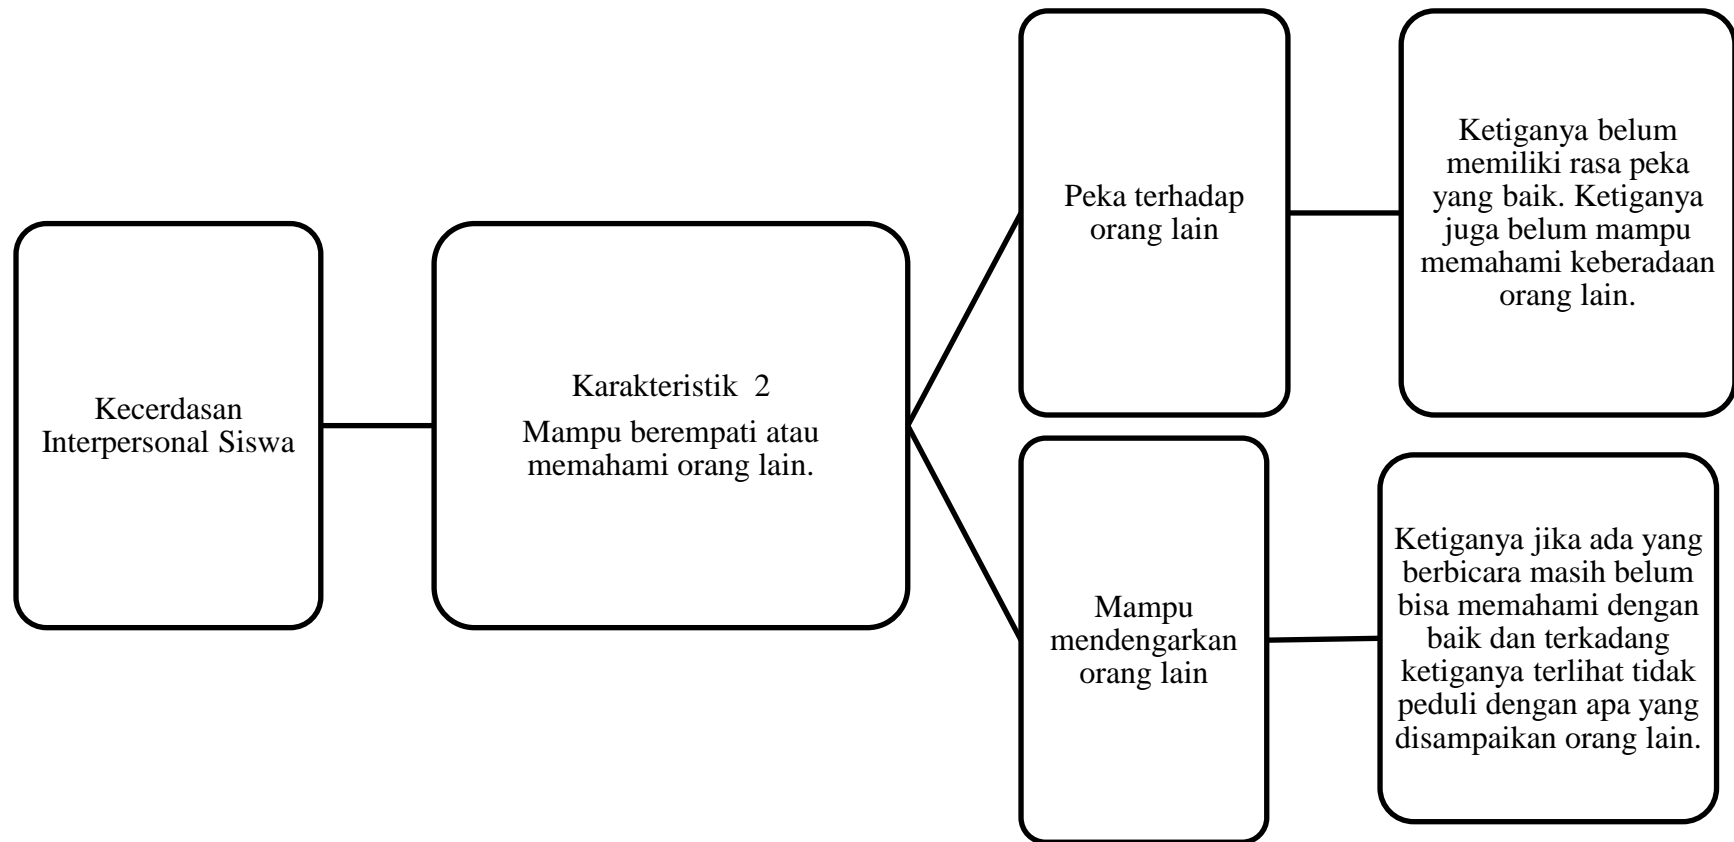 Kecerdasan
Interpersonal Siswa
Karakteristik 2
Mampu berempati atau
memahami orang lain.
Peka terhadap
orang lain
Ketiganya belum
memiliki rasa peka
yang baik. Ketiganya
juga belum mampu
memahami keberadaan
orang lain.
Mampu
mendengarkan
orang lain
Ketiganya jika ada yang
berbicara masih belum
bisa memahami dengan
baik dan terkadang
ketiganya terlihat tidak
peduli dengan apa yang
disampaikan orang lain.